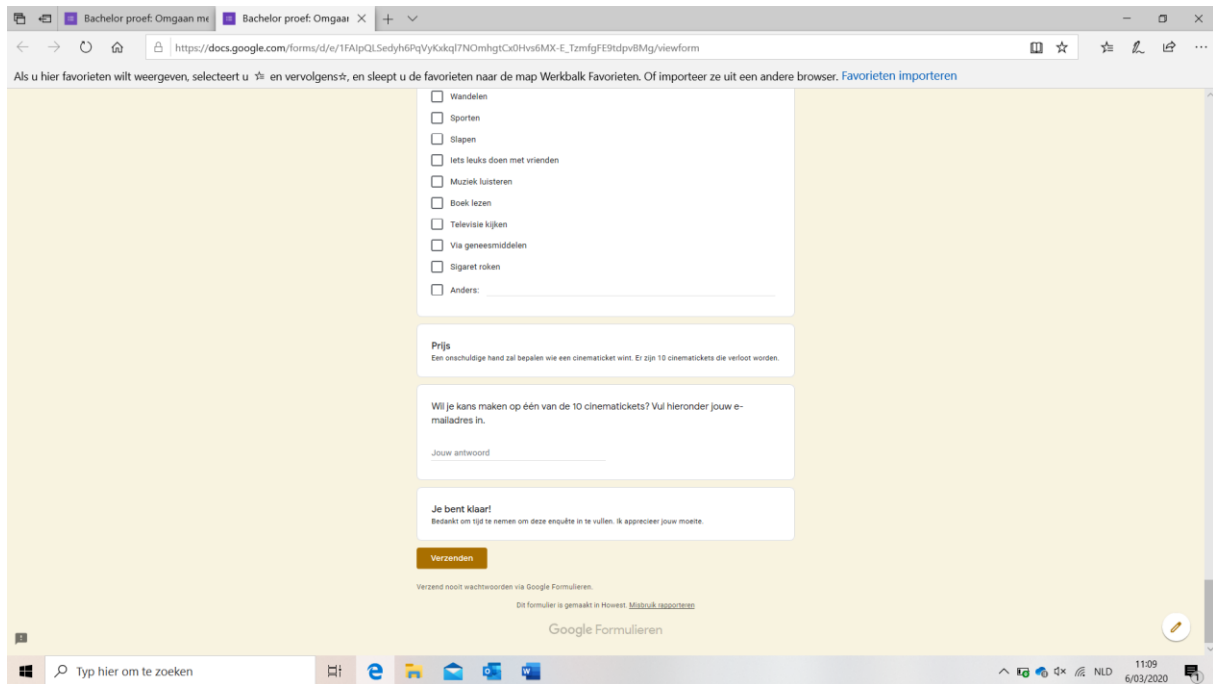 Bachelor proef: Omgaan me
Bachelor proef: Omgaan
https://docs.google.com/forms/d/e/1FAIpQLSedyh6PqVyKxkql7NOmhgtCx0Hvs6MX-E_TzmfgFE9tdpvBMg/viewform
Als u hier favorieten wilt weergeven, selecteert u en vervolgens, en sleept u de favorieten naar de map Werkbalk Favorieten. Of importeer ze uit een andere browser. Favorieten importeren
Wandelen
Sporten
Slapen
Iets leuks doen met vrienden
Muziek luisteren
Boek lezen
Televisie kijken
Via geneesmiddelen
Sigaret roken
Anders:
Prijs
Een onschuldige hand zal bepalen wie een cinematicket wint. Er zijn 10 cinematickets die verloot worden.
Wil je kans maken op één van de 10 cinematickets? Vul hieronder jouw e-
mailadres in.
Jouw antwoord
Je bent klaar!
Bedankt om tijd te nemen om deze enquête in te vullen. Ik apprecieer jouw moeite.
Verzenden
Verzend nooit wachtwoorden via Google Formulieren.
Dit formulier is gemaakt in Howest. Misbruik rapporteren
Google Formulieren
Typ hier om te zoeken
NLD
11:09
6/03/2020